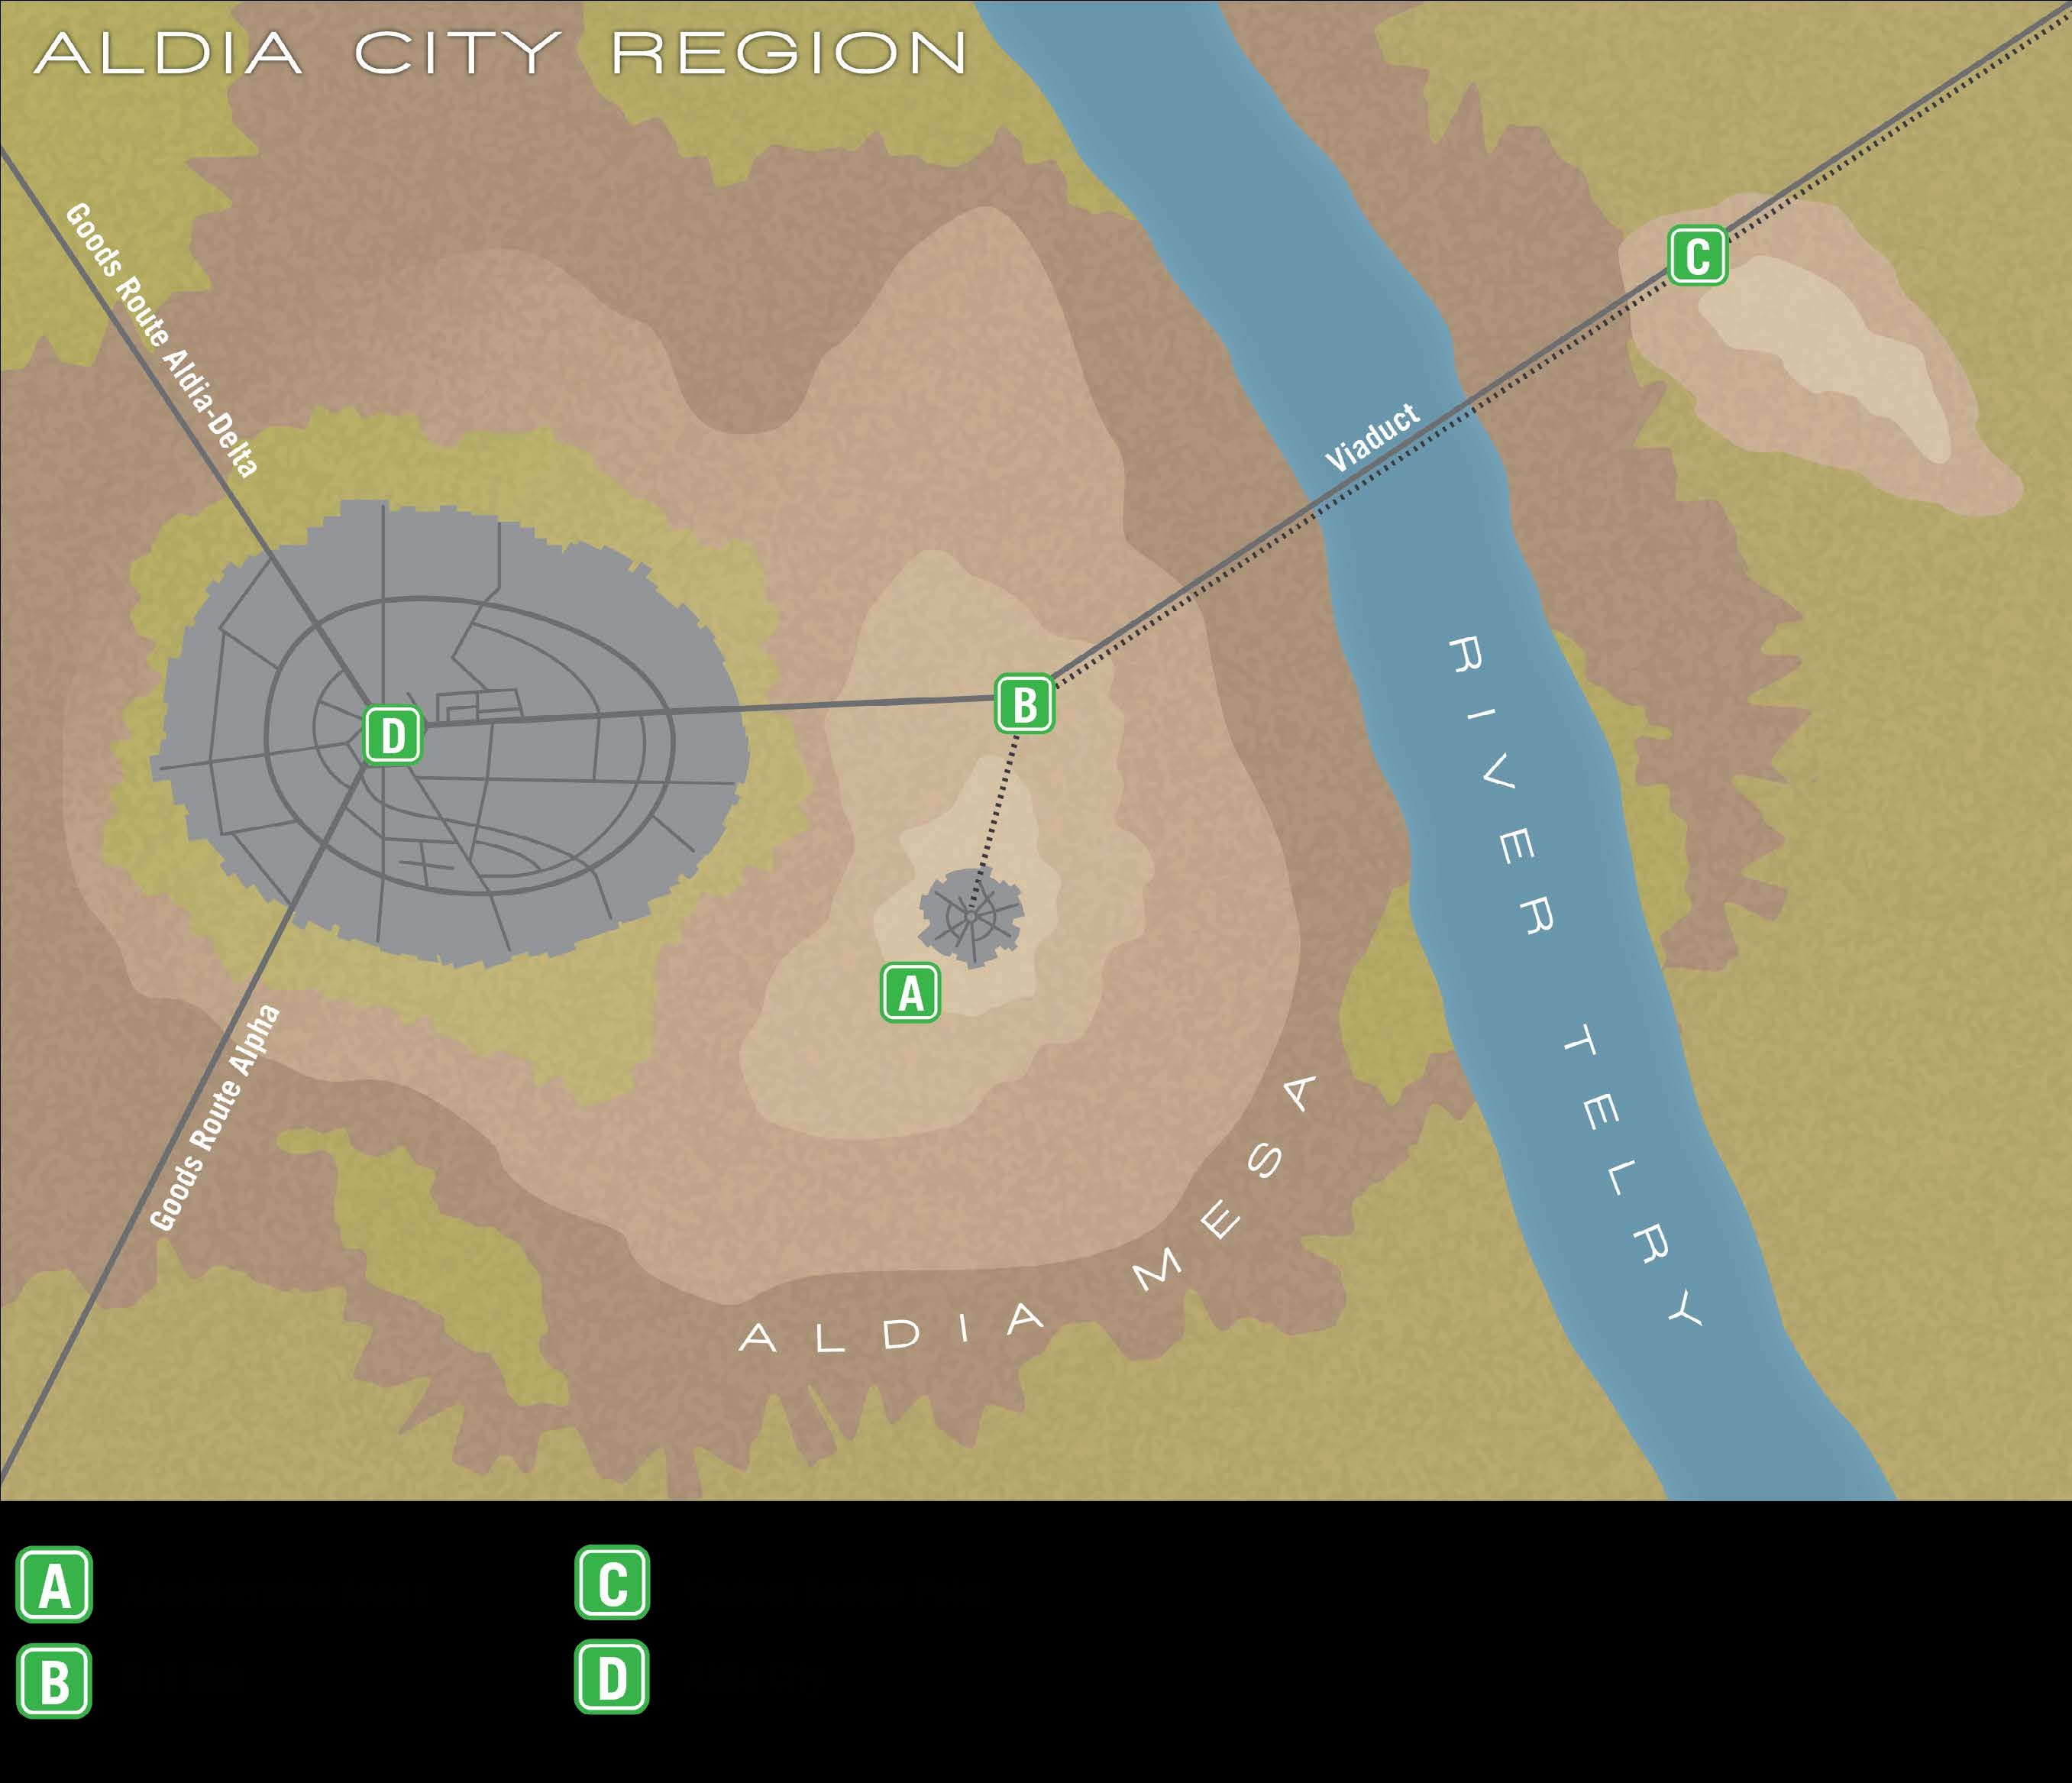 ALDIA CITY REGION
Goods Route Aldia-Delta
C
Viaduct
B
D
RIVER TELRY
A
Goods Route Alpha
ALDIA MESA
A
C
B
D